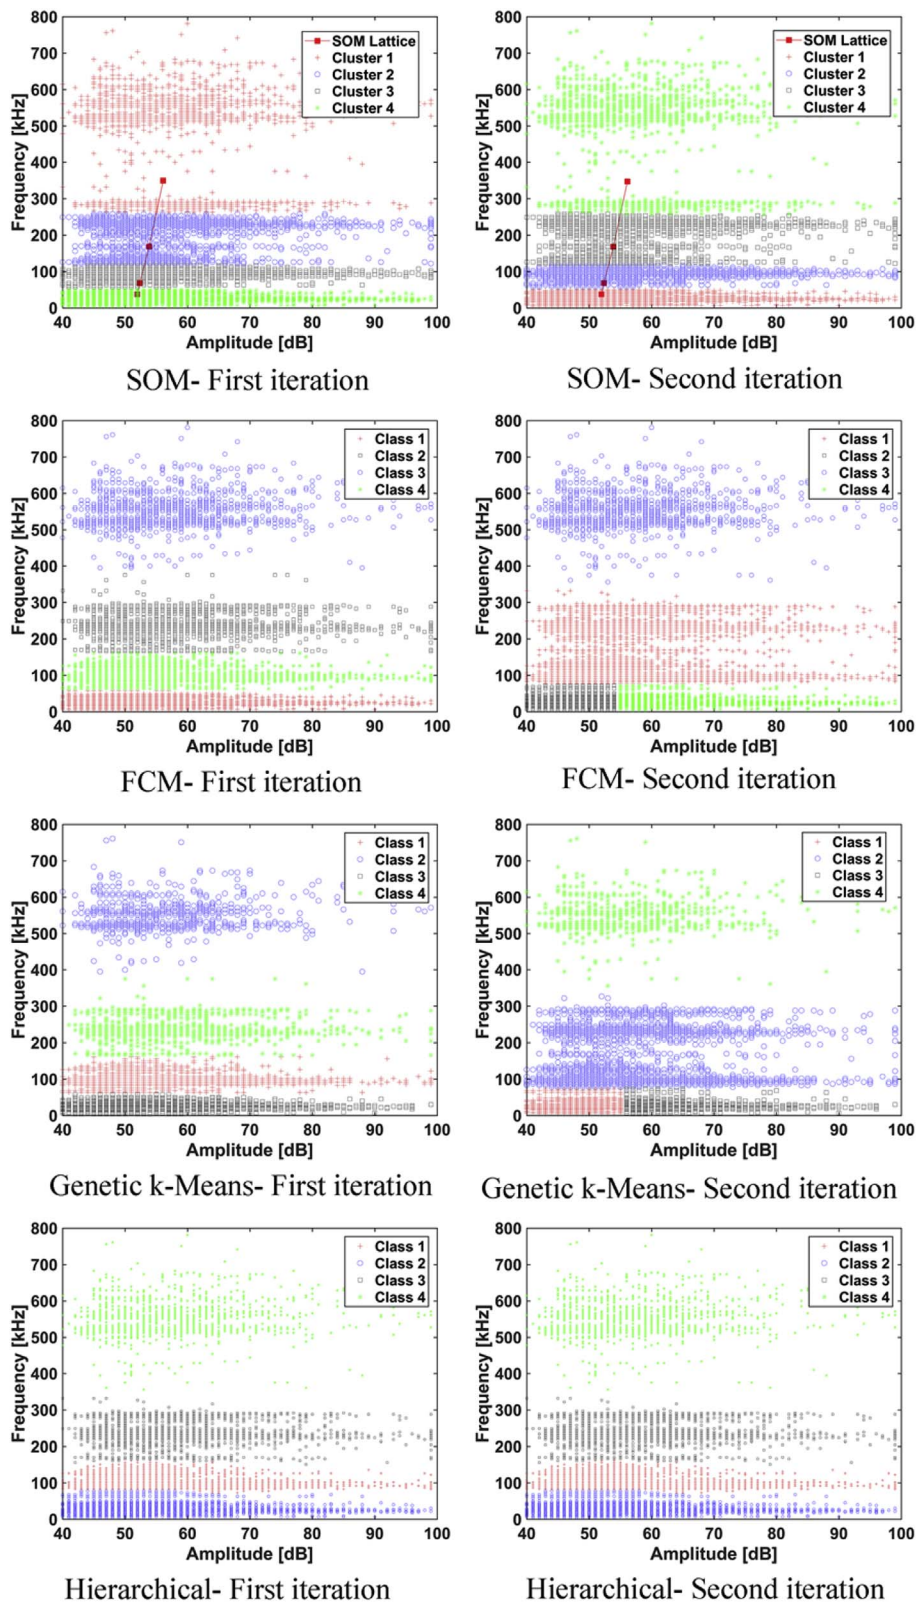 800
700
600
500
400
300
200
100
0
Frequency [kHz]
SOM Lattice
Cluster 1
Cluster 2
Cluster 3
Cluster 4
40 50 60 70 80 90 100
Amplitude [dB]
SOM- First iteration
800
700
600
500
400
300
200
100
0
Frequency [kHz]
SOM Lattice
Cluster 1
Cluster 2
Cluster 3
Cluster 4
40 50 60 70 80 90 100
Amplitude [dB]
SOM- Second iteration
800
700
600
500
400
300
200
100
0
Frequency [kHz]
Class 1
Class 2
Class 3
Class 4
40 50 60 70 80 90 100
Amplitude [dB]
FCM- First iteration
800
700
600
500
400
300
200
100
0
Frequency [kHz]
Class 1
Class 2
Class 3
Class 4
40 50 60 70 80 90 100
Amplitude [dB]
FCM- Second iteration
800
700
600
500
400
300
200
100
0
Frequency [kHz]
Class 1
Class 2
Class 3
Class 4
40 50 60 70 80 90 100
Amplitude [dB]
Genetic k-Means- First iteration
800
700
600
500
400
300
200
100
0
Frequency [kHz]
Class 1
Class 2
Class 3
Class 4
40 50 60 70 80 90 100
Amplitude [dB]
Genetic k-Means- Second iteration
800
700
600
500
400
300
200
100
0
Frequency [kHz]
Class 1
Class 2
Class 3
Class 4
40 50 60 70 80 90 100
Amplitude [dB]
Hierarchical- First iteration
800
700
600
500
400
300
200
100
0
Frequency [kHz]
Class 1
Class 2
Class 3
Class 4
40 50 60 70 80 90 100
Amplitude [dB]
Hierarchical- Second iteration